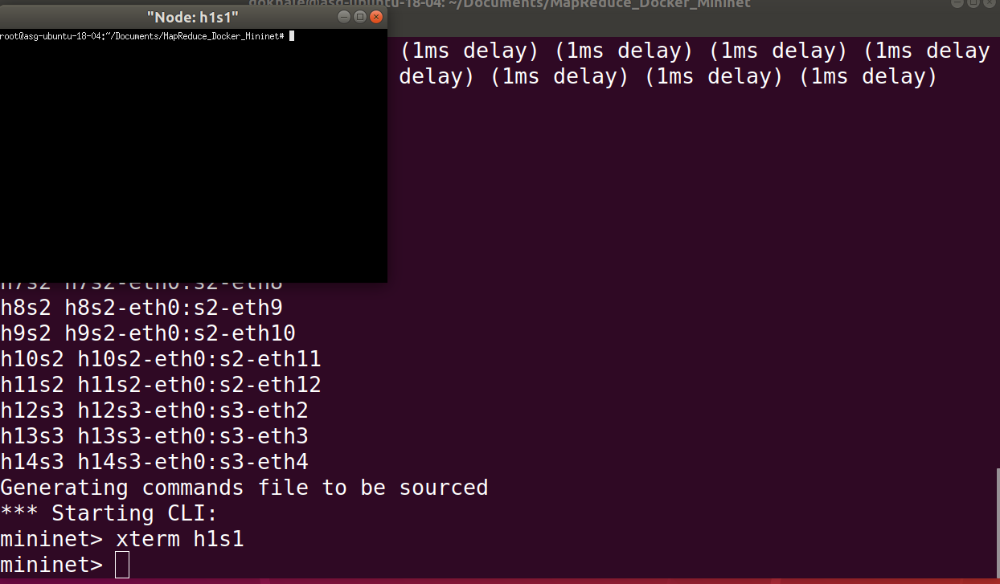 gokhale@asg-ubuntu-18-04: ~/Documents/MapReduce_Docker_Mininet
"Node: h1s1"
root@asg-ubuntu-18-04:~/Documents/MapReduce_Docker_Mininet#
(1ms delay) (1ms delay) (1ms delay) (1ms delay
delay) (1ms delay) (1ms delay) (1ms delay)
h7s2 h7s2-eth0:s2-eth8
h8s2 h8s2-eth0:s2-eth9
h9s2 h9s2-eth0:s2-eth10
h10s2 h10s2-eth0:s2-eth11
h11s2 h11s2-eth0:s2-eth12
h12s3 h12s3-eth0:s3-eth2
h13s3 h13s3-eth0:s3-eth3
h14s3 h14s3-eth0:s3-eth4
Generating commands file to be sourced
*** Starting CLI:
mininet> xterm h1s1
mininet>